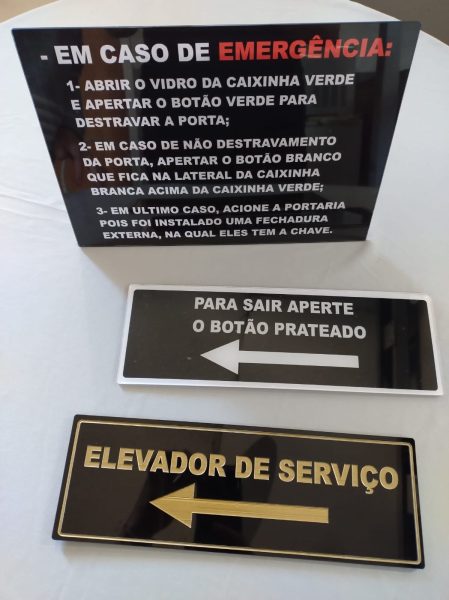 - EM CASO DE EMERGÊNCIA:
1- ABRIR O VIDRO DA CAIXINHA VERDE
E APERTAR O BOTÃO VERDE PARA
DESTRAVAR A PORTA;
2- EM CASO DE NÃO DESTRAVAMENTO
DA PORTA, APERTAR O BOTÃO BRANCO
QUE FICA NA LATERAL DA CAIXINHA
BRANCA ACIMA DA CAIXINHA VERDE;
3- EM ULTIMO CASO, ACIONE A PORTARIA
POIS FOI INSTALADO UMA FECHADURA
EXTERNA, NA QUAL ELES TEM A CHAVE.
PARA SAIR APERTE
O BOTÃO PRATEADO
ELEVADOR DE SERVIÇO